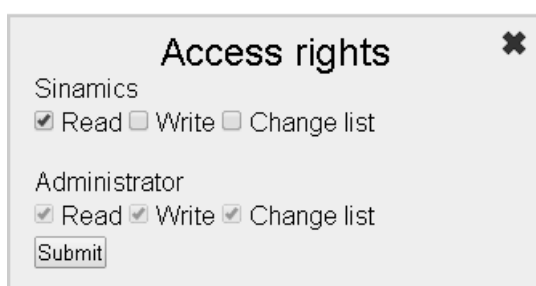 Access rights
Sinamics
Read Write Change list
Administrator
Read Write Change list
Submit